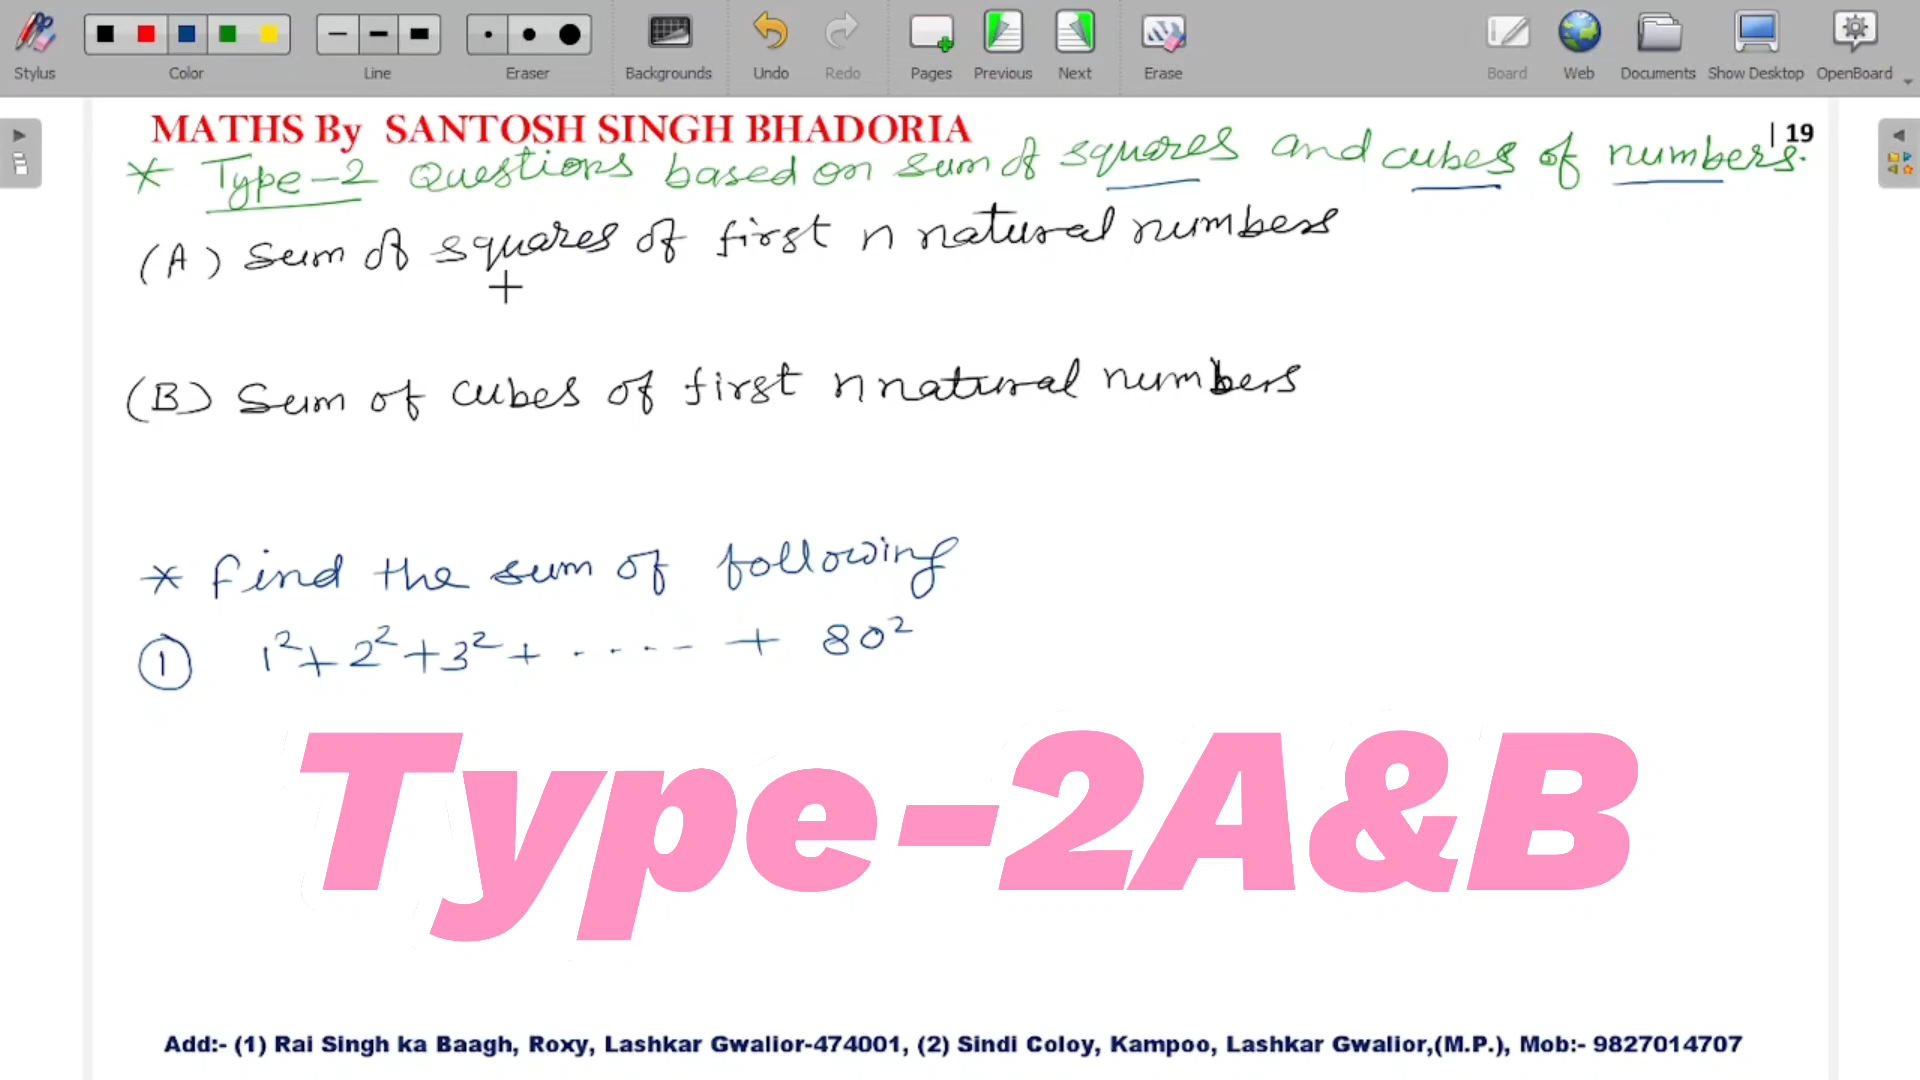 Stylus Color Line Eraser Backgrounds Undo Redo Pages Previous Next Erase Board Web Documents Show Desktop OpenBoard
MATHS By SANTOSH SINGH BHADORIA
| 19
* Type-2 Questions based on sum of squares and cubes of numbers.
(A) Sum of squares of first n natural numbers
(B) Sum of cubes of first n natural numbers
* Find the sum of following
① 1²+2²+3²+ ..... + 80²
Type-2A&B
Add:- (1) Rai Singh ka Baagh, Roxy, Lashkar Gwalior-474001, (2) Sindi Coloy, Kampoo, Lashkar Gwalior,(M.P.), Mob:- 9827014707